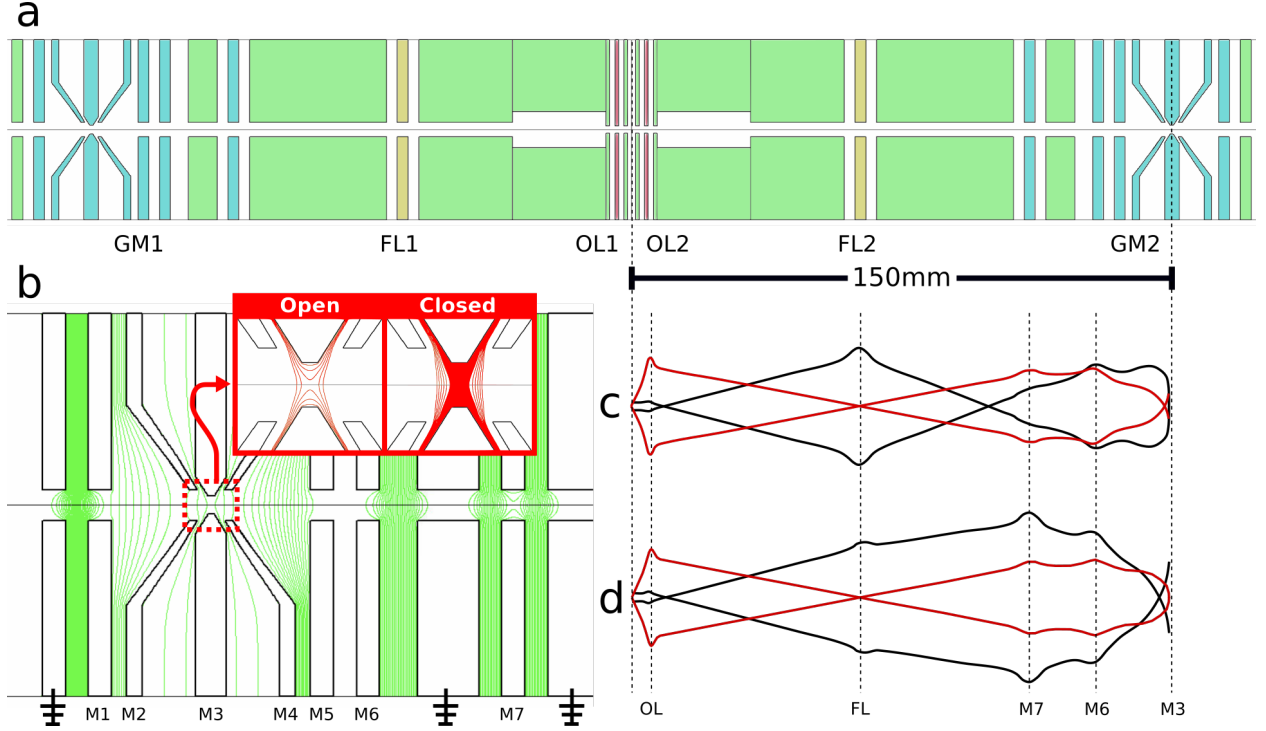 a
GM1 FL1 OL1 OL2 FL2 GM2
150mm
b
Open Closed
M1 M2 M3 M4 M5 M6 M7
c
d
OL FL M7 M6 M3